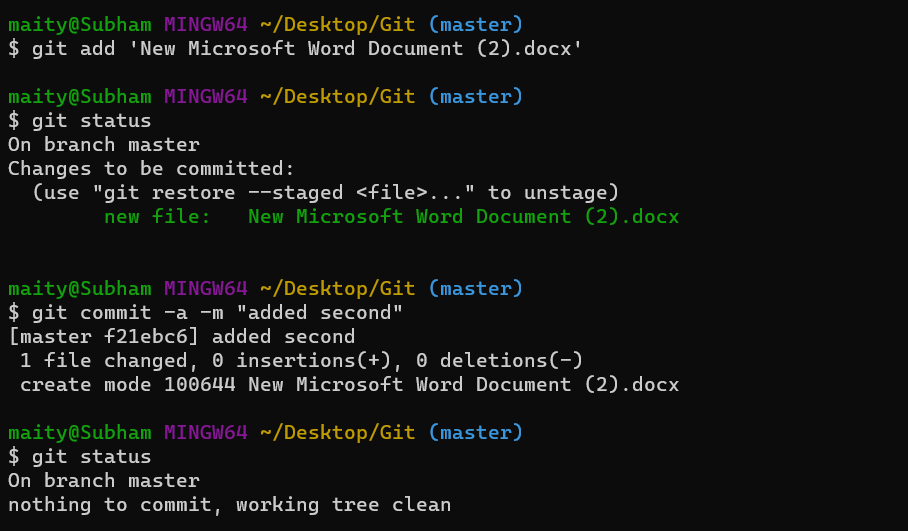 maity@Subham MINGW64 ~/Desktop/Git (master)
$ git add 'New Microsoft Word Document (2).docx'
maity@Subham MINGW64 ~/Desktop/Git (master)
$ git status
On branch master
Changes to be committed:
  (use "git restore --staged <file>..." to unstage)
        new file:   New Microsoft Word Document (2).docx
maity@Subham MINGW64 ~/Desktop/Git (master)
$ git commit -a -m "added second"
[master f21ebc6] added second
 1 file changed, 0 insertions(+), 0 deletions(-)
 create mode 100644 New Microsoft Word Document (2).docx
maity@Subham MINGW64 ~/Desktop/Git (master)
$ git status
On branch master
nothing to commit, working tree clean